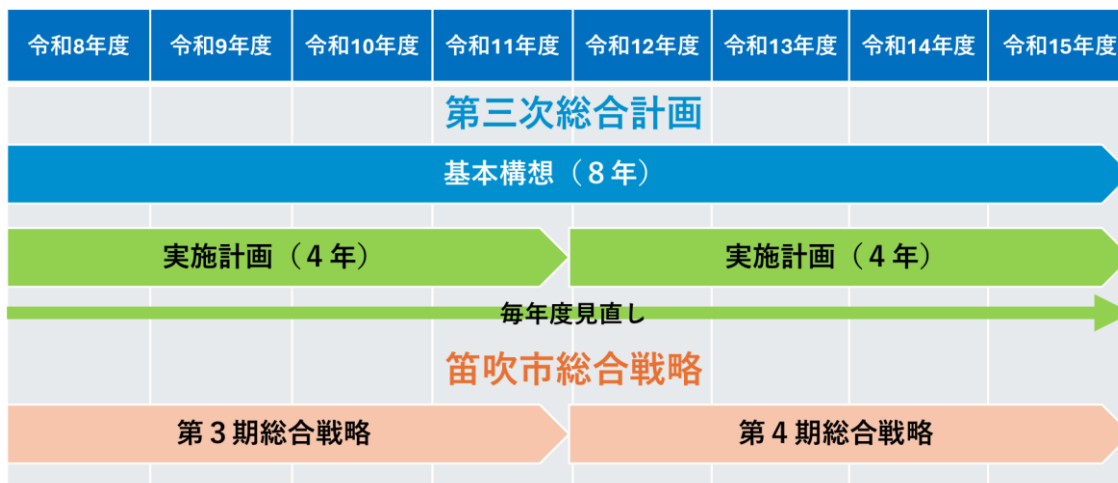 令和8年度 令和9年度 令和10年度 令和11年度 令和12年度 令和13年度 令和14年度 令和15年度
第三次総合計画
基本構想（８年）
実施計画（４年） 実施計画（４年）
毎年度見直し
笛吹市総合戦略
第３期総合戦略 第４期総合戦略